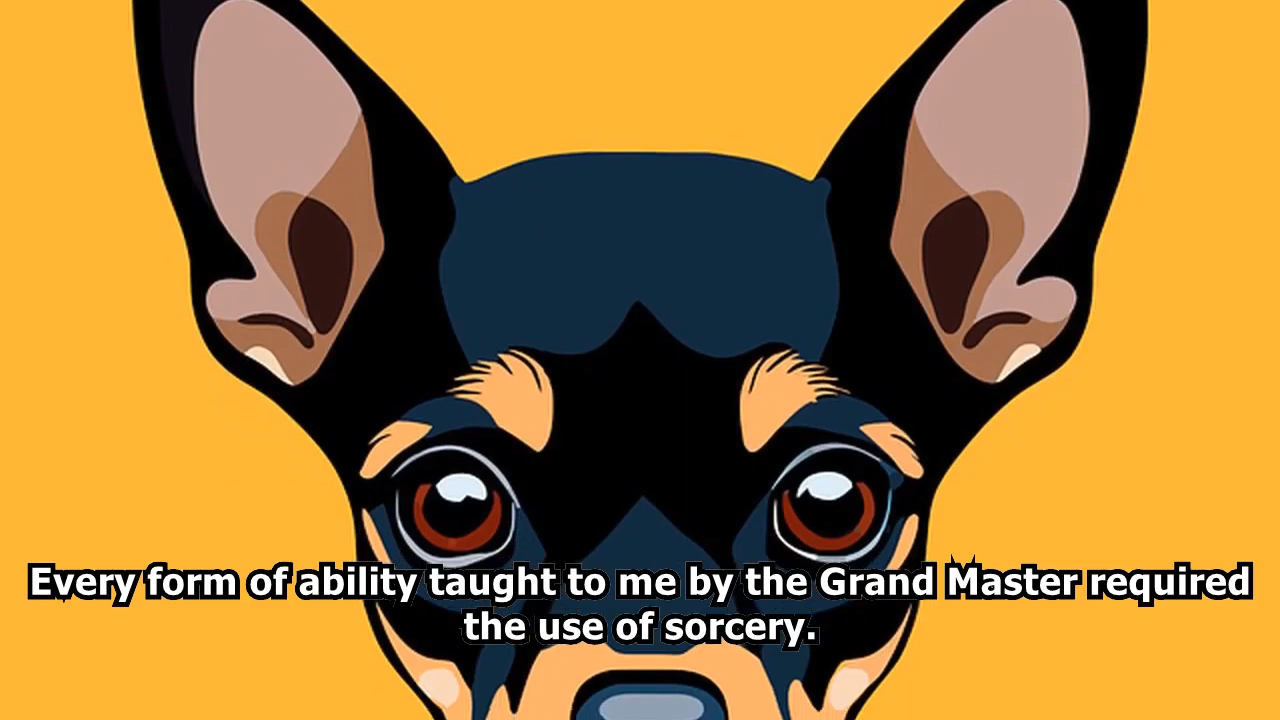 Every form of ability taught to me by the Grand Master required
the use of sorcery.